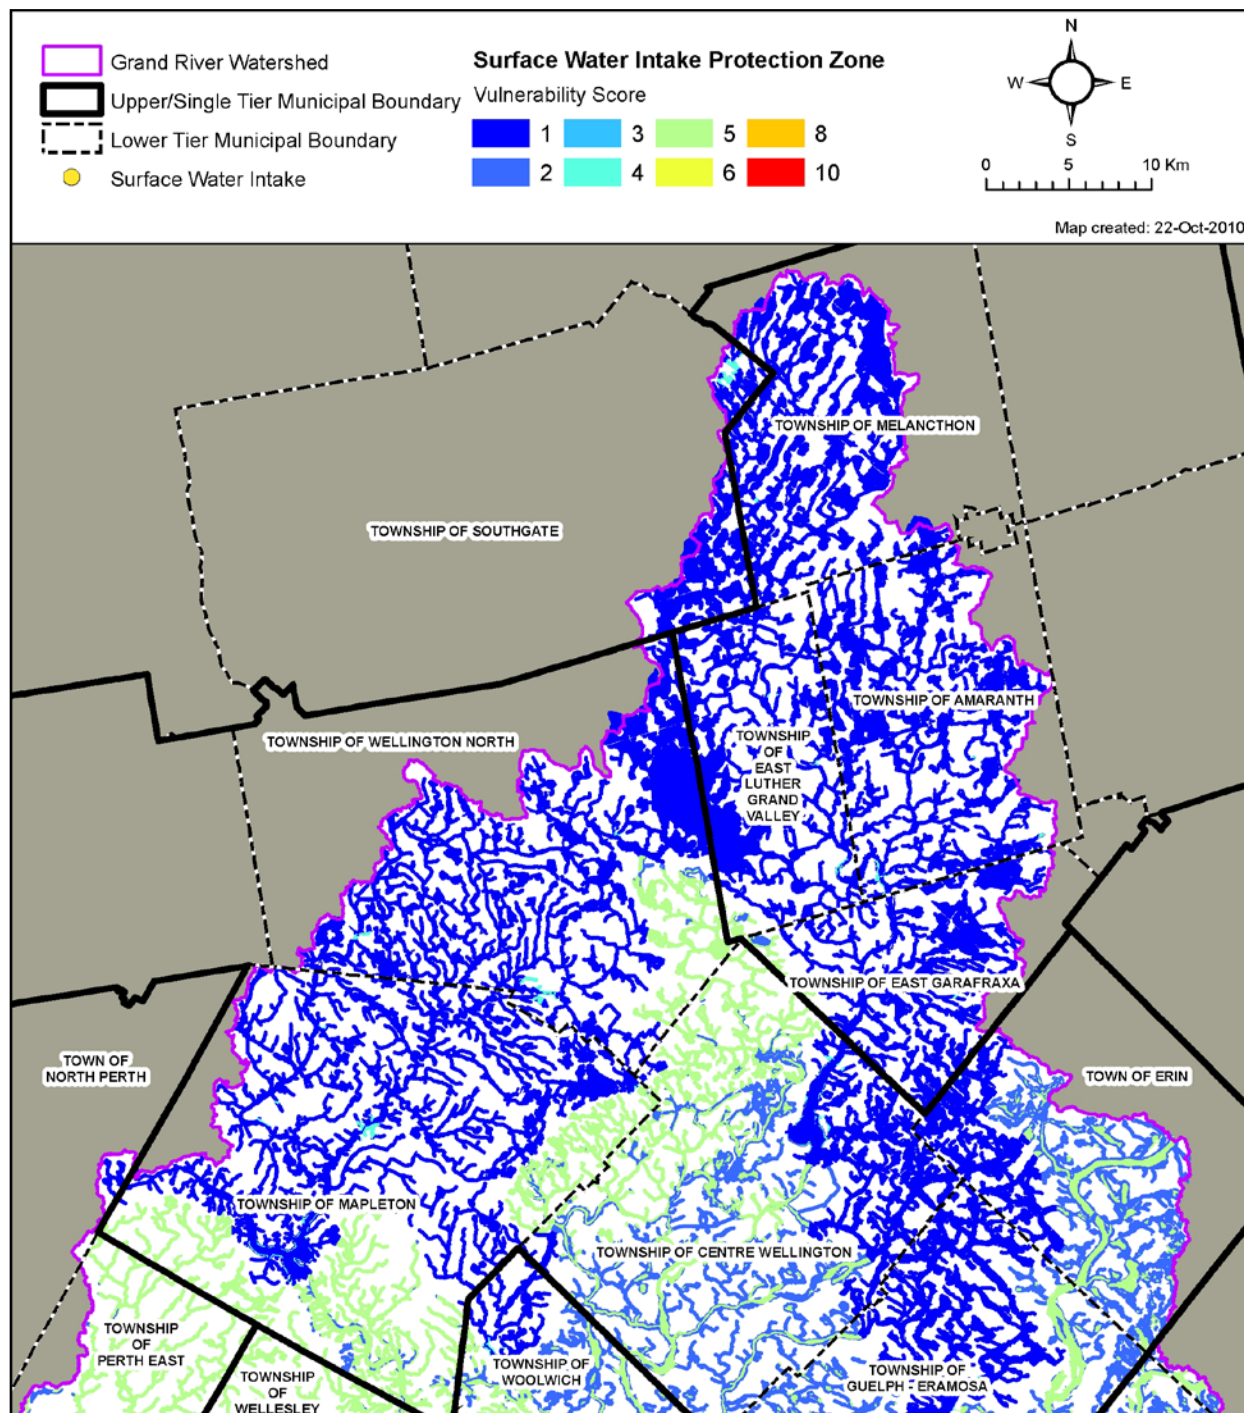 Grand River Watershed
Upper/Single Tier Municipal Boundary
Lower Tier Municipal Boundary
Surface Water Intake
Surface Water Intake Protection Zone
Vulnerability Score
1 3 5 8
2 4 6 10
N
W E
S
0 5 10 Km
Map created: 22-Oct-2010
TOWNSHIP OF MELANCTHON
TOWNSHIP OF SOUTHGATE
TOWNSHIP OF AMARANTH
TOWNSHIP OF WELLINGTON NORTH
TOWNSHIP
OF
EAST
LUTHER
GRAND
VALLEY
TOWNSHIP OF EAST GARAFRAXA
TOWN OF
NORTH PERTH
TOWN OF ERIN
TOWNSHIP OF MAPLETON
TOWNSHIP OF CENTRE WELLINGTON
TOWNSHIP
OF
PERTH EAST
TOWNSHIP OF
WOOLWICH
TOWNSHIP OF
GUELPH - ERAMOSA
TOWNSHIP
OF
WELLESLEY